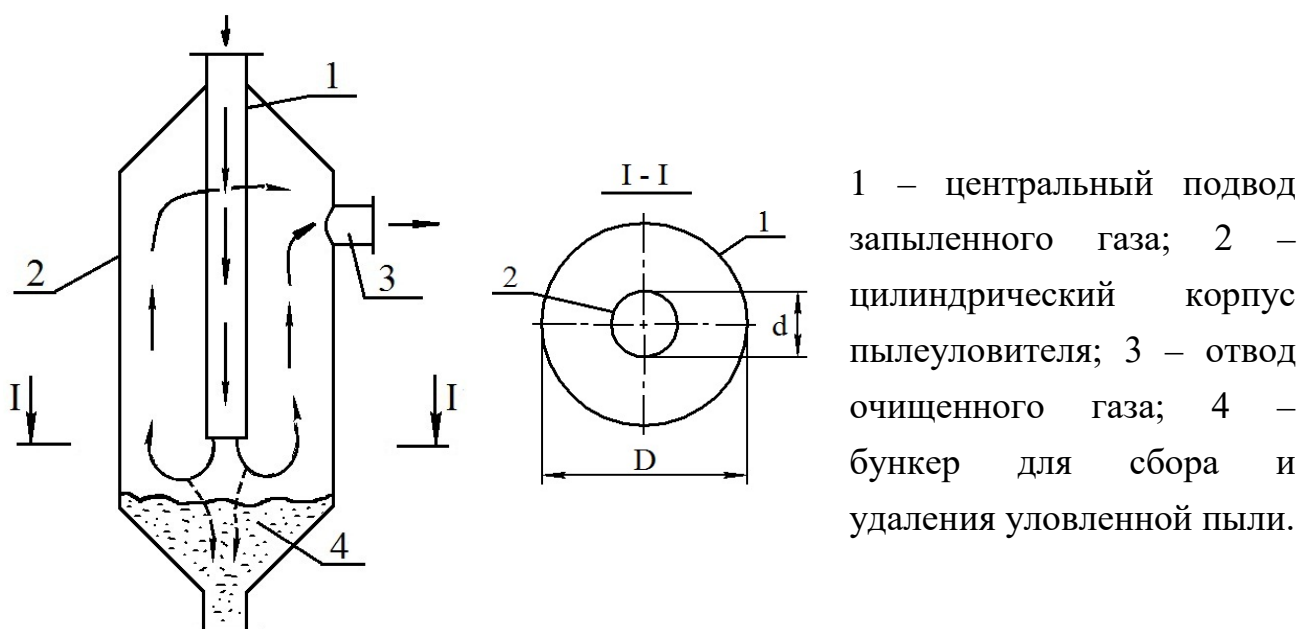 1
2
3
I
I
4
I - I
1
2
d
D
1 – центральный подвод
запыленного газа; 2 –
цилиндрический корпус
пылеуловителя; 3 – отвод
очищенного газа; 4 –
бункер для сбора и
удаления уловленной пыли.